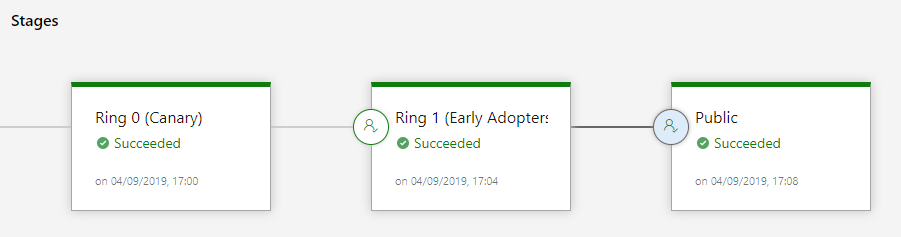 Stages
Ring 0 (Canary)
Succeeded
on 04/09/2019, 17:00
Ring 1 (Early Adopters
Succeeded
on 04/09/2019, 17:04
Public
Succeeded
on 04/09/2019, 17:08